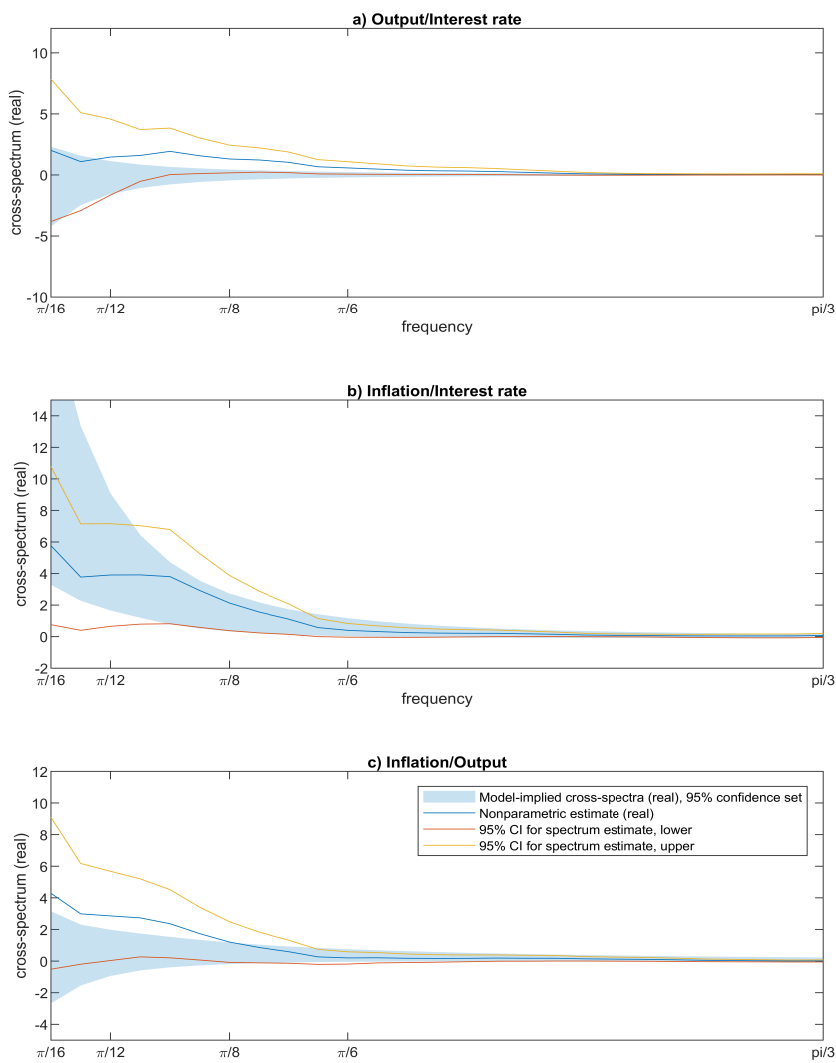 a) Output/Interest rate
10
5
0
-5
-10
cross-spectrum (real)
π/16 π/12 π/8 π/6 pi/3
frequency
b) Inflation/Interest rate
14
12
10
8
6
4
2
0
-2
cross-spectrum (real)
π/16 π/12 π/8 π/6 pi/3
frequency
c) Inflation/Output
12
10
8
6
4
2
0
-2
-4
cross-spectrum (real)
Model-implied cross-spectra (real), 95% confidence set
Nonparametric estimate (real)
95% CI for spectrum estimate, lower
95% CI for spectrum estimate, upper
π/16 π/12 π/8 π/6 pi/3